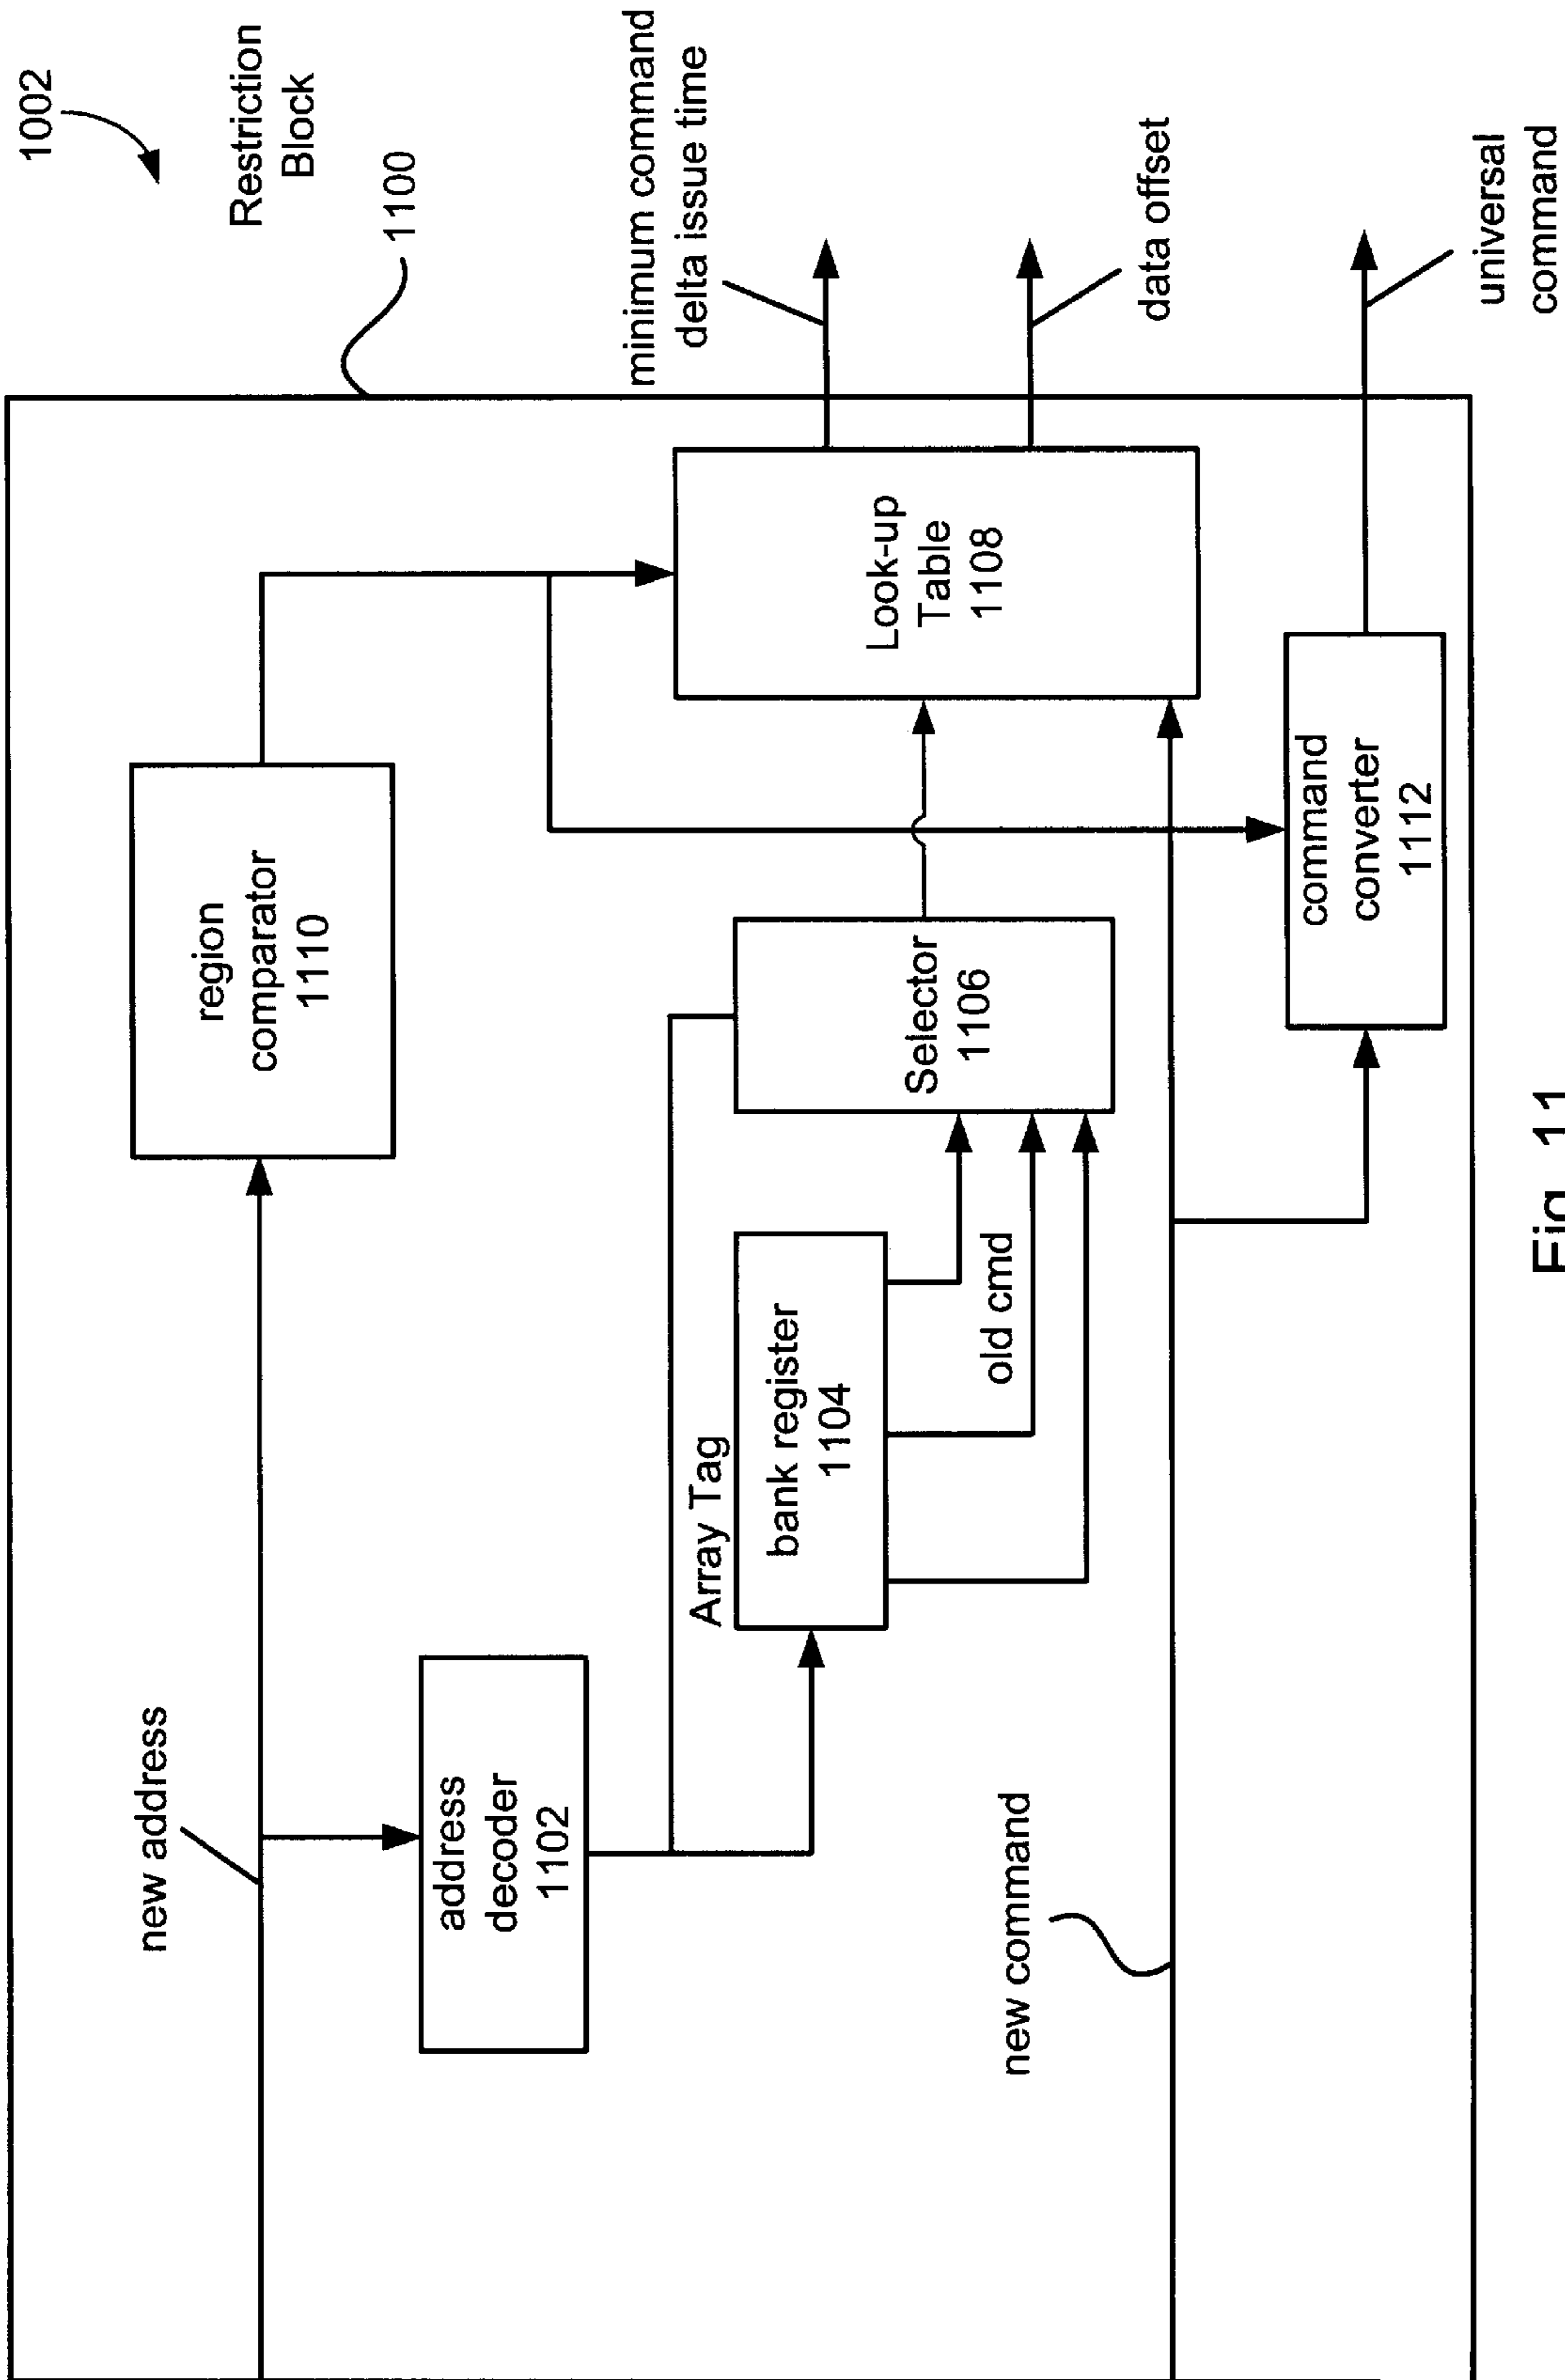 1002
Restriction
Block
1100
new address
region
comparator
1110
address
decoder
1102
minimum command
delta issue time
Array Tag
bank register
1104
old cmd
Selector
1106
Look-up
Table
1108
data offset
new command
command
converter
1112
universal
command
Fig. 11